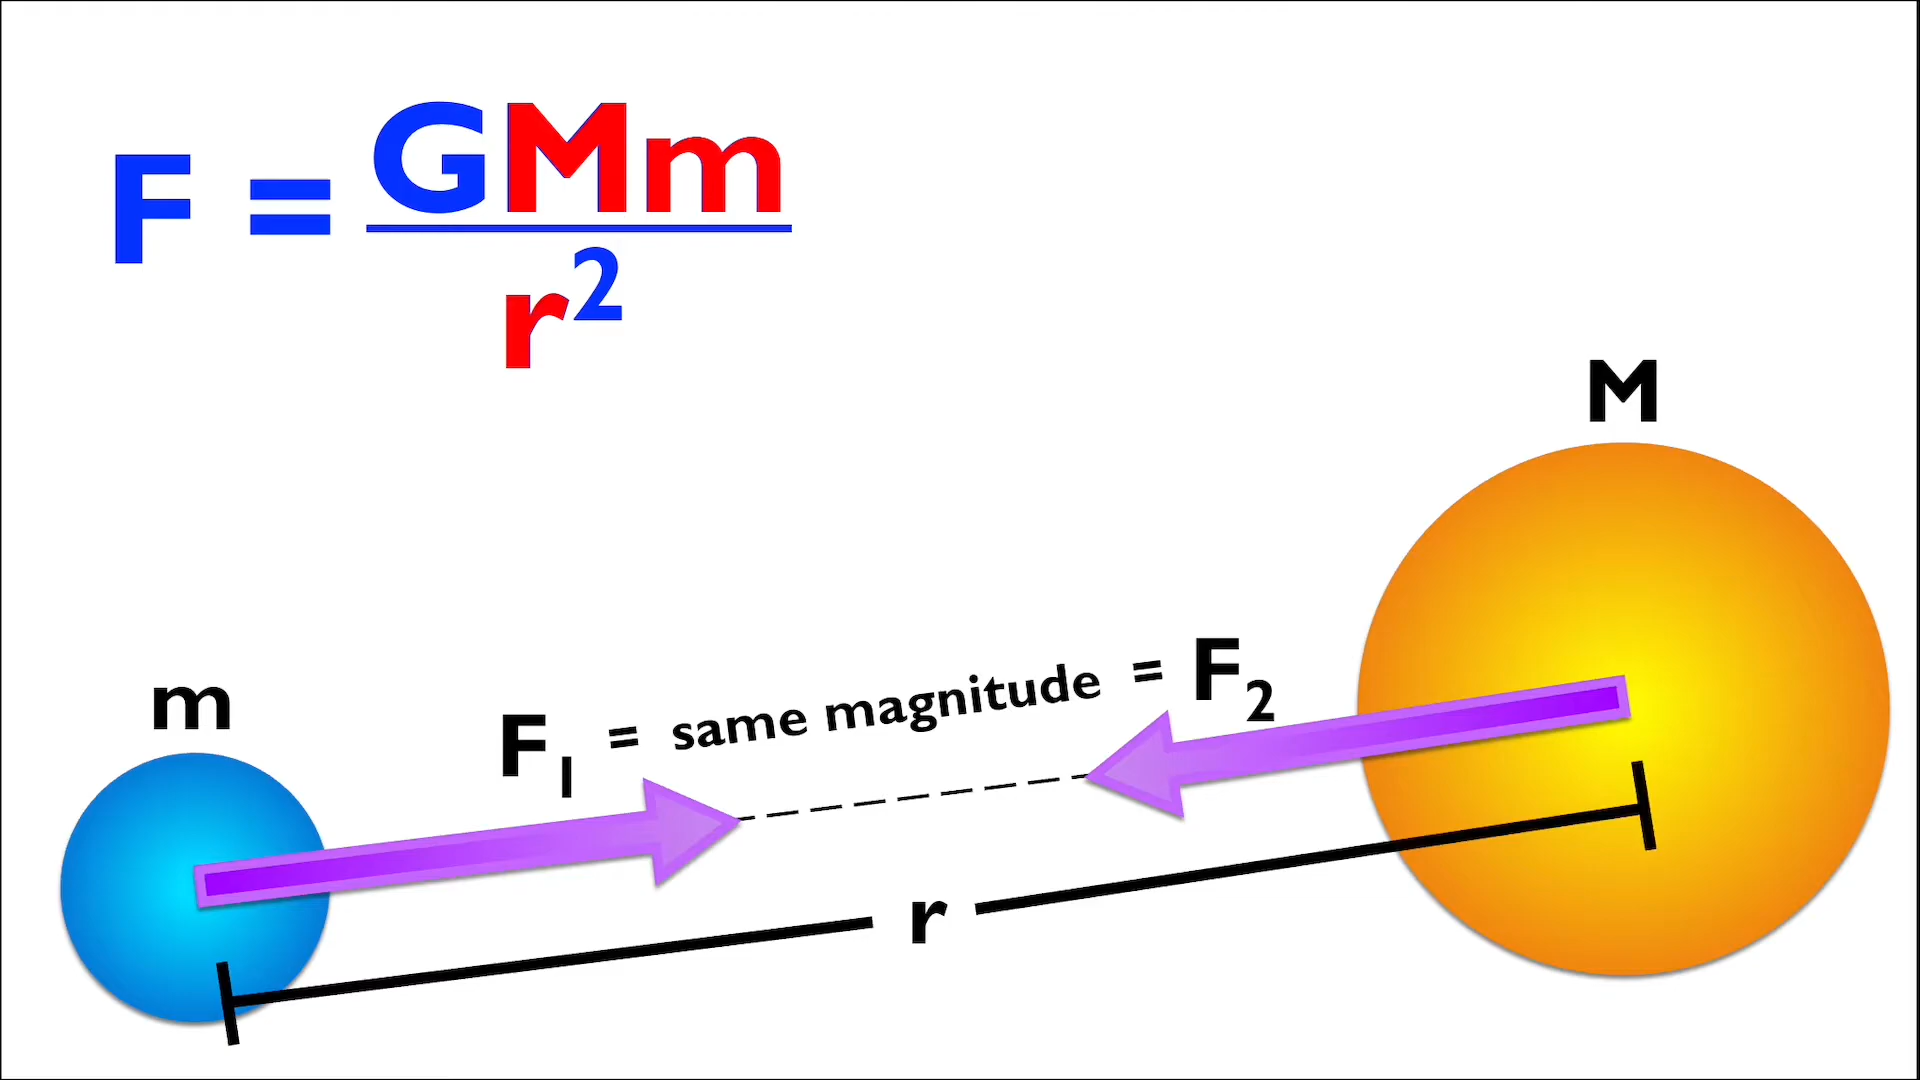 F = GMm
r²
M
m
F₁ = same magnitude = F₂
r